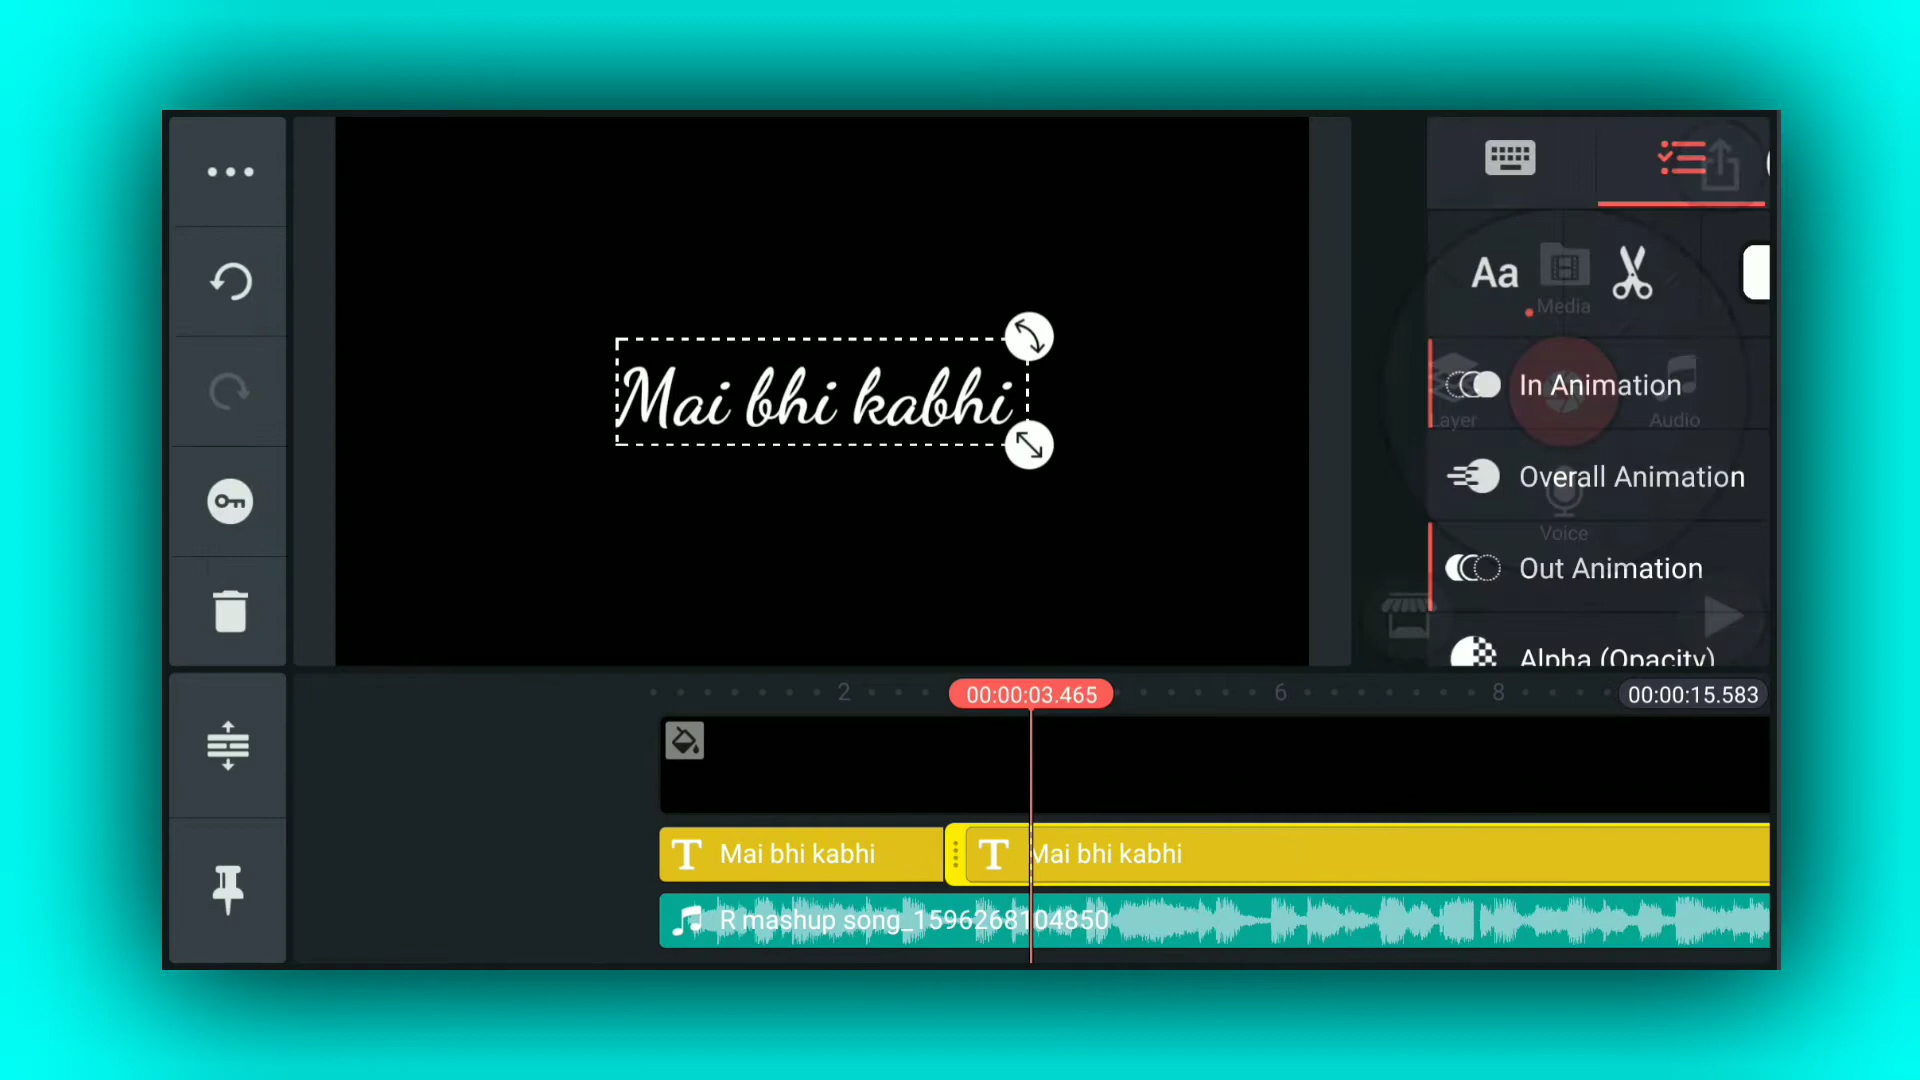 Mai bhi kabhi
Aa
Media
In Animation
Layer
Audio
Overall Animation
Voice
Out Animation
Alpha (Opacity)
2
00:00:03.465
6
8
00:00:15.583
T Mai bhi kabhi
T Mai bhi kabhi
R mashup song_1596268104850